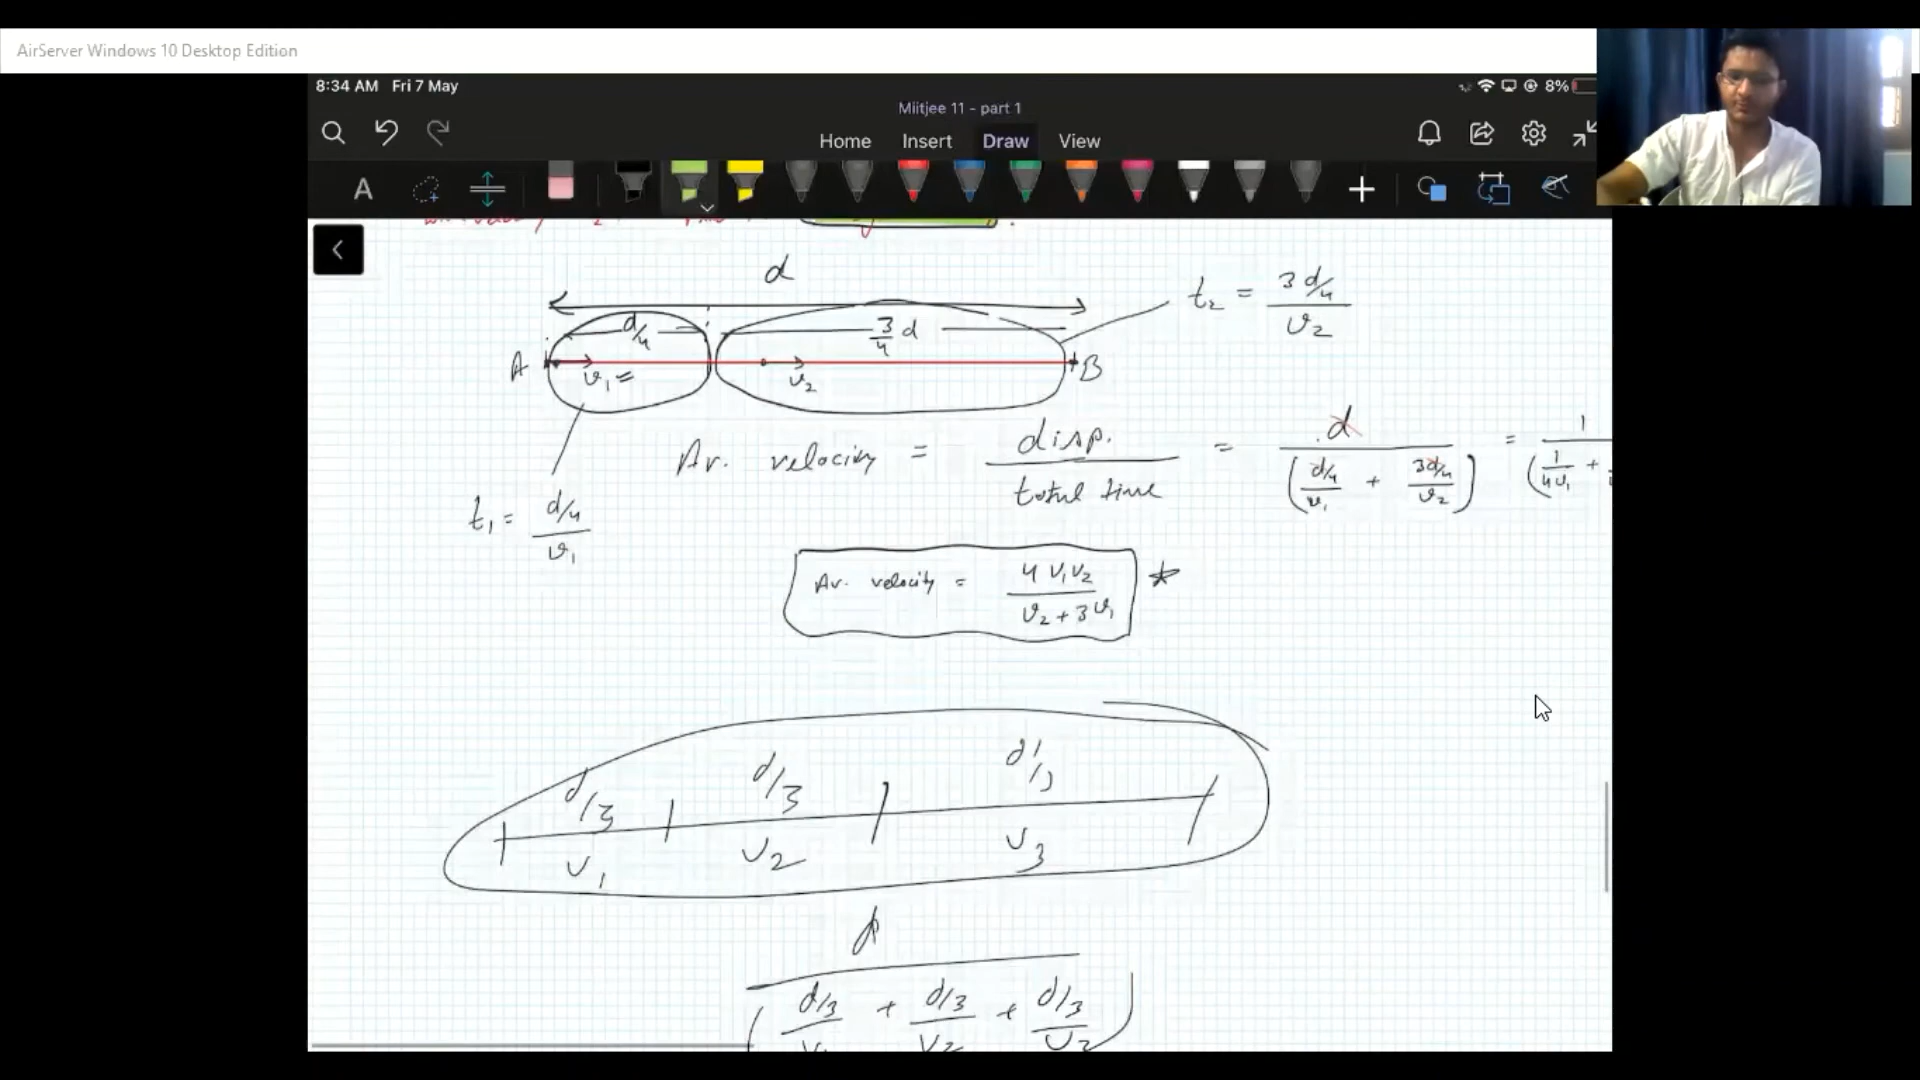 AirServer Windows 10 Desktop Edition
8:34 AM Fri 7 May
8%
Miitjee 11 - part 1
Home Insert Draw View
A
d
t₂ = (3d/4)/v₂
d/4 3/4 d
A v₁ = v₂ B
Av. velocity = disp./total time = d/((d/4)/v₁ + (3d/4)/v₂) = 1/(1/4v₁ +
t₁ = (d/4)/v₁
Av. velocity = 4 v₁v₂/(v₂ + 3v₁) ★
d/3 d/3 d/3
v₁ v₂ v₃
d
d/3 + d/3 + d/3
v₂